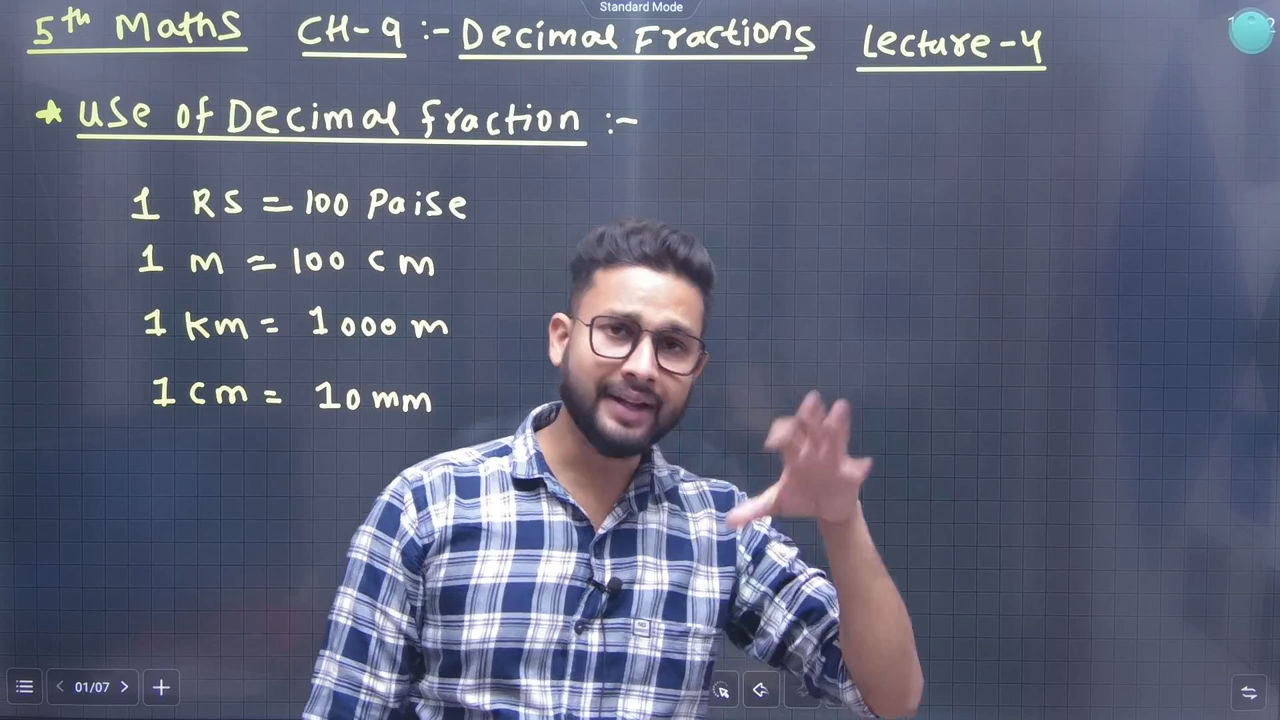 Standard Mode
5th Maths CH-9 :- Decimal Fractions Lecture-4
* Use of Decimal fraction :-
1 RS = 100 Paise
1 m = 100 cm
1 Km = 1000 m
1 cm = 10 mm
01/07